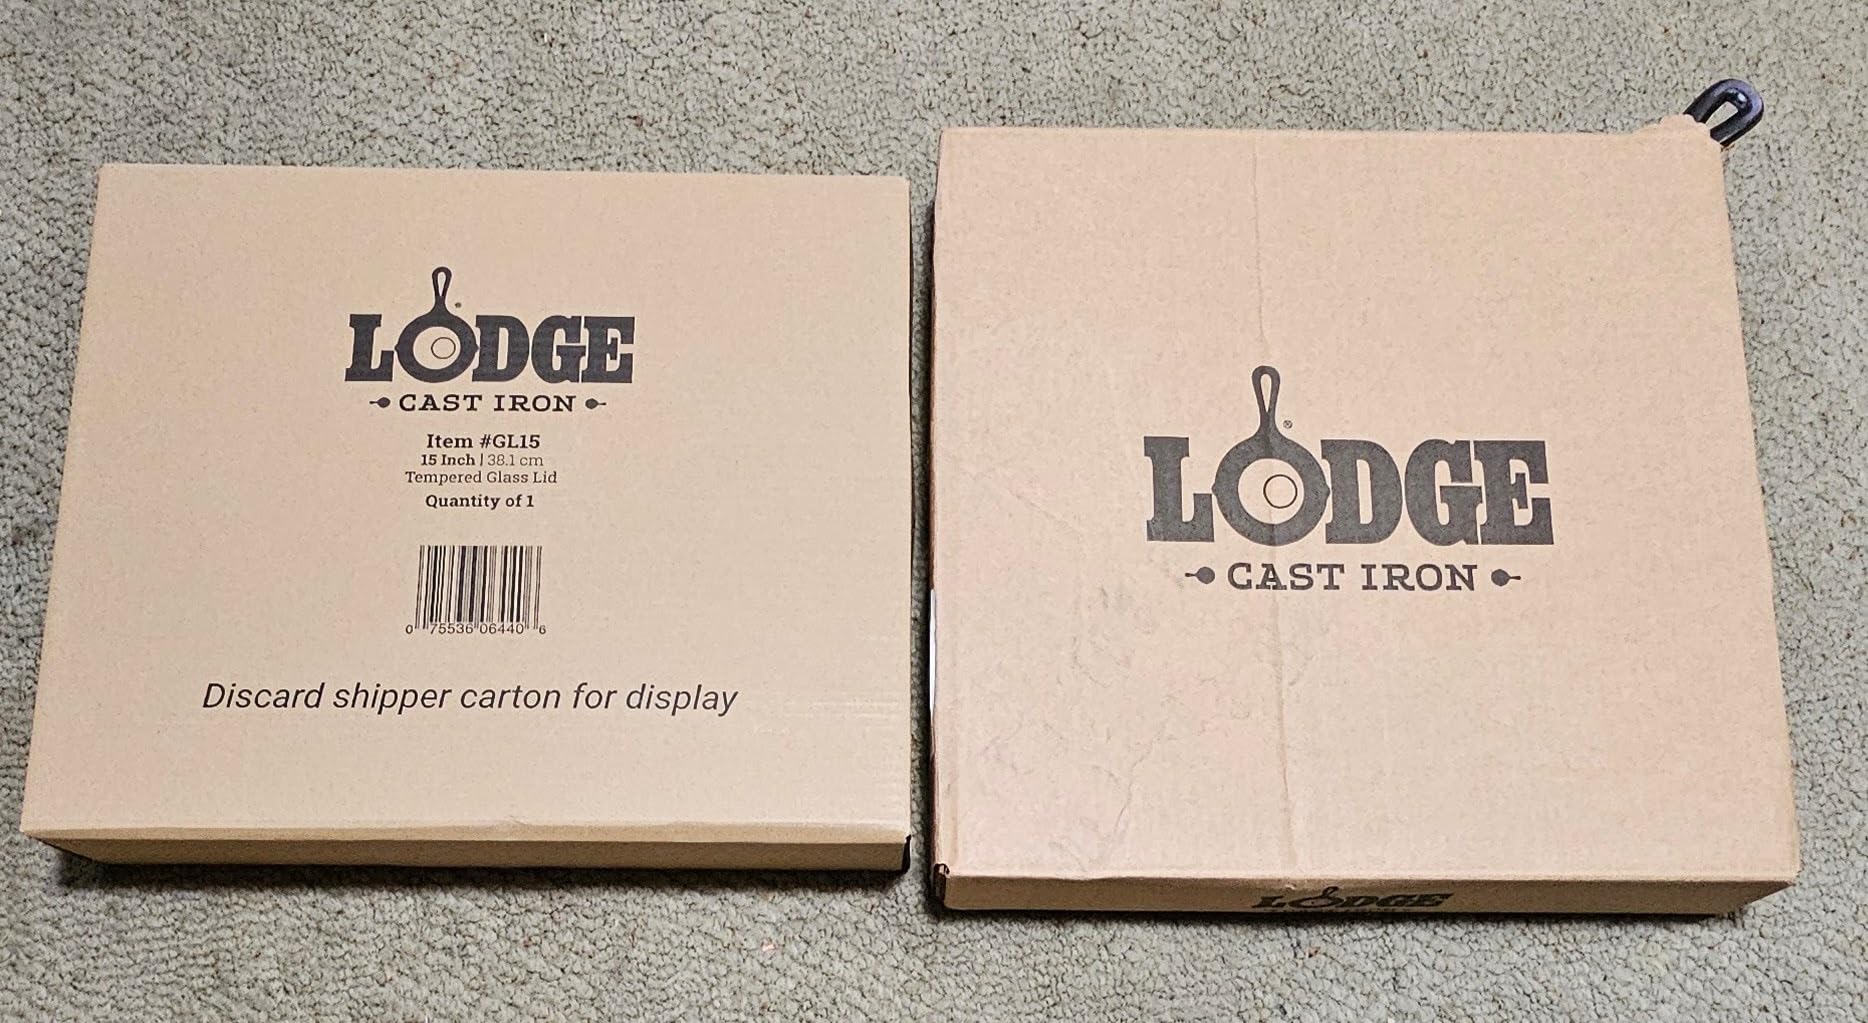 LODGE
CAST IRON
Item #GL15
15 Inch | 38.1 cm
Tempered Glass Lid
Quantity of 1
0 75536 06440 6
Discard shipper carton for display
LODGE
CAST IRON
LODGE